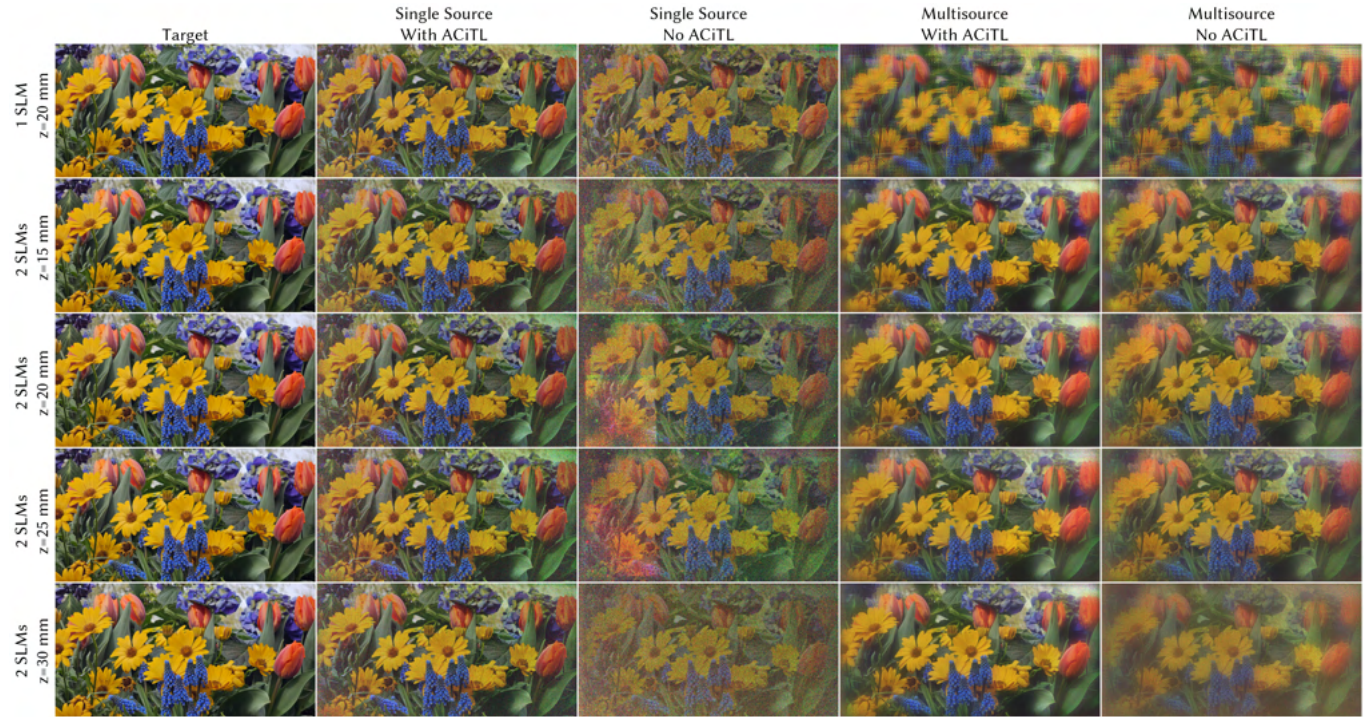 Target
Single Source
With ACiTL
Single Source
No ACiTL
Multisource
With ACiTL
Multisource
No ACiTL
1 SLM
z=20 mm
2 SLMs
z=15 mm
2 SLMs
z=20 mm
2 SLMs
z=25 mm
2 SLMs
z=30 mm